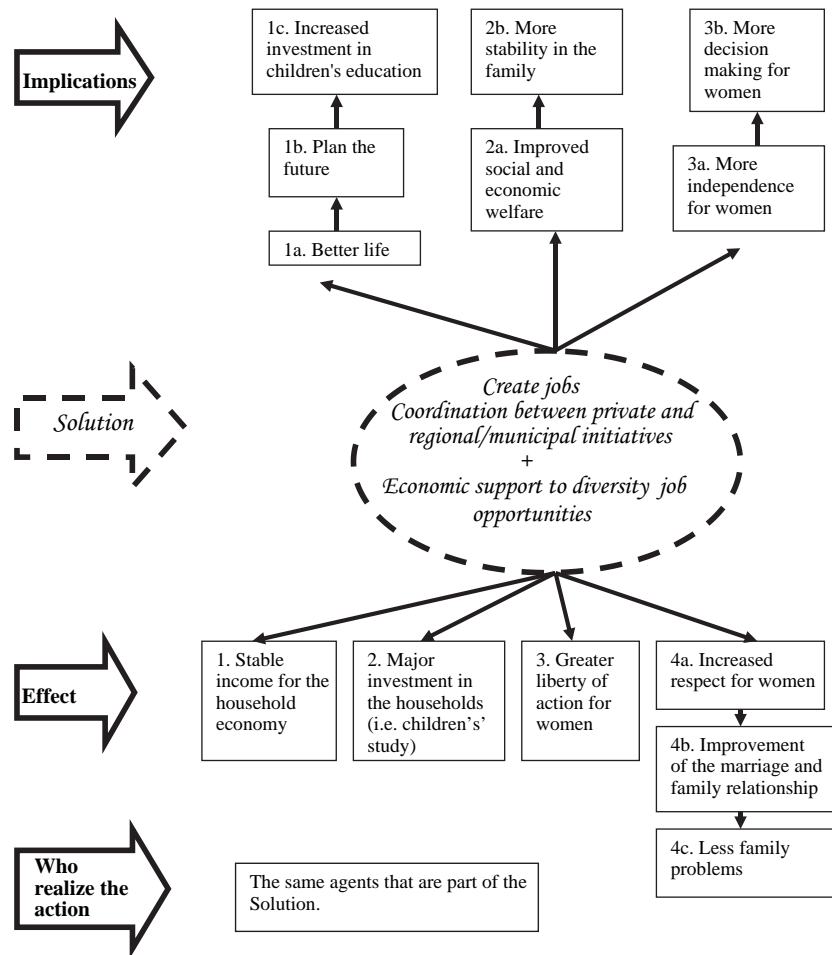 Implications
1c. Increased
investment in
children's education
2b. More
stability in the
family
3b. More
decision
making for
women
1b. Plan the
future
2a. Improved
social and
economic
welfare
3a. More
independence
for women
1a. Better life
Solution
Create jobs
Coordination between private and
regional/municipal initiatives
+
Economic support to diversity job
opportunities
Effect
1. Stable
income for the
household
economy
2. Major
investment in
the households
(i.e. children's'
study)
3. Greater
liberty of
action for
women
4a. Increased
respect for women
4b. Improvement
of the marriage and
family relationship
4c. Less family
problems
Who
realize the
action
The same agents that are part of the
Solution.